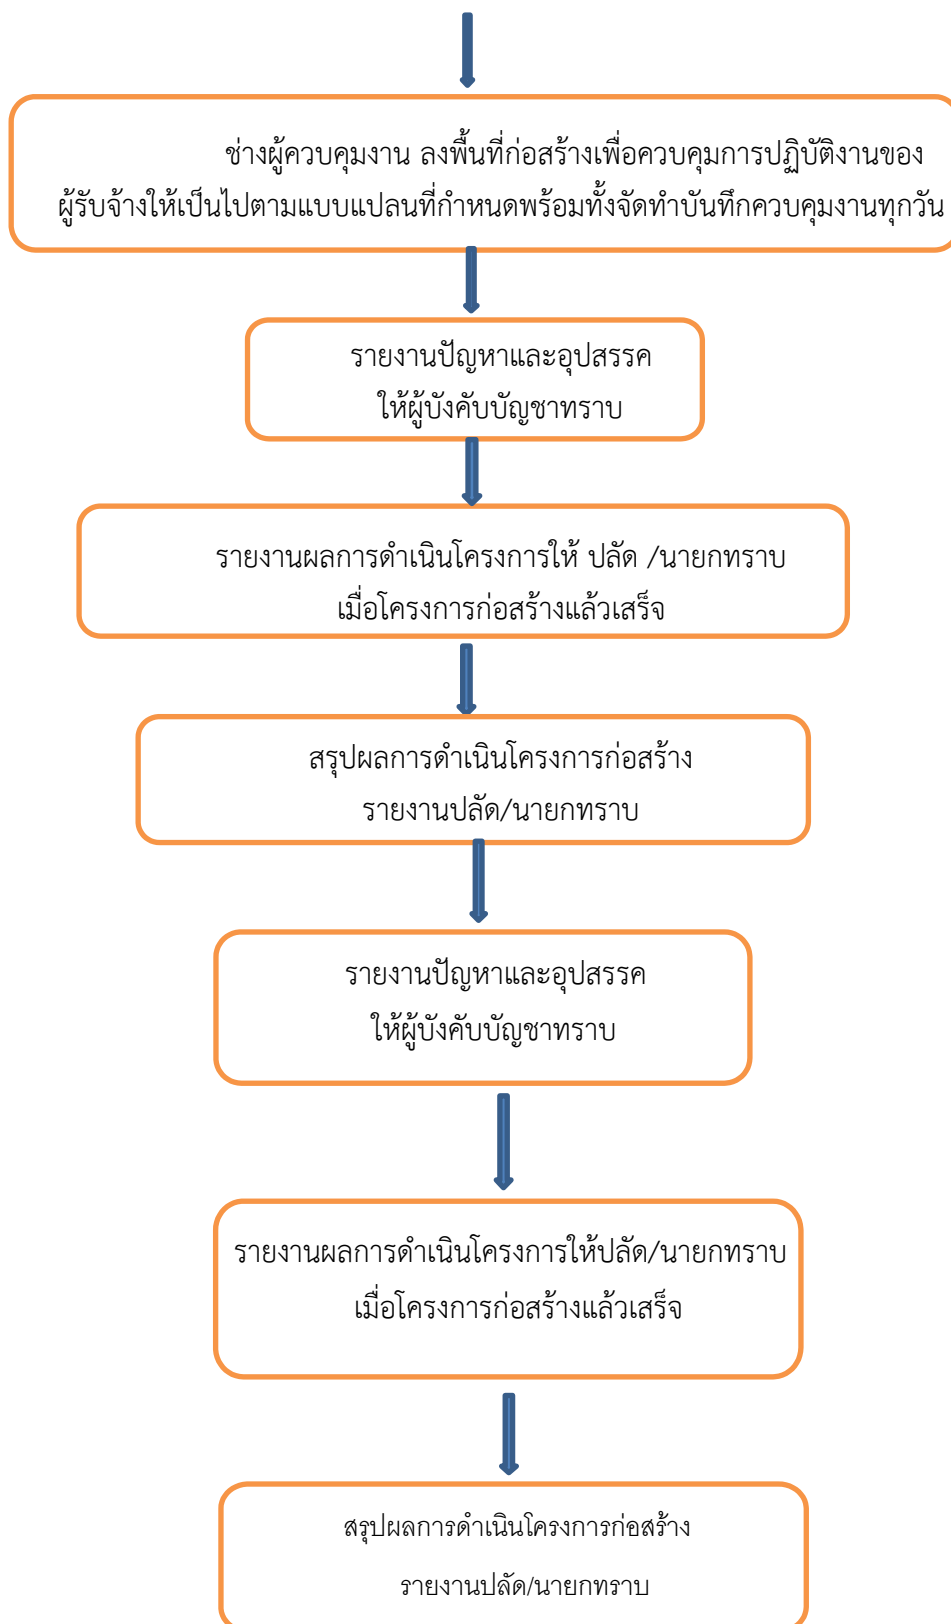 ช่างผู้ควบคุมงาน ลงพื้นที่ก่อสร้างเพื่อควบคุมการปฏิบัติงานของ
ผู้รับจ้างให้เป็นไปตามแบบแปลนที่กำหนดพร้อมทั้งจัดทำบันทึกควบคุมงานทุกวัน
รายงานปัญหาและอุปสรรค
ให้ผู้บังคับบัญชาทราบ
รายงานผลการดำเนินโครงการให้ ปลัด /นายกทราบ
เมื่อโครงการก่อสร้างแล้วเสร็จ
สรุปผลการดำเนินโครงการก่อสร้าง
รายงานปลัด/นายกทราบ
รายงานปัญหาและอุปสรรค
ให้ผู้บังคับบัญชาทราบ
รายงานผลการดำเนินโครงการให้ปลัด/นายกทราบ
เมื่อโครงการก่อสร้างแล้วเสร็จ
สรุปผลการดำเนินโครงการก่อสร้าง
รายงานปลัด/นายกทราบ